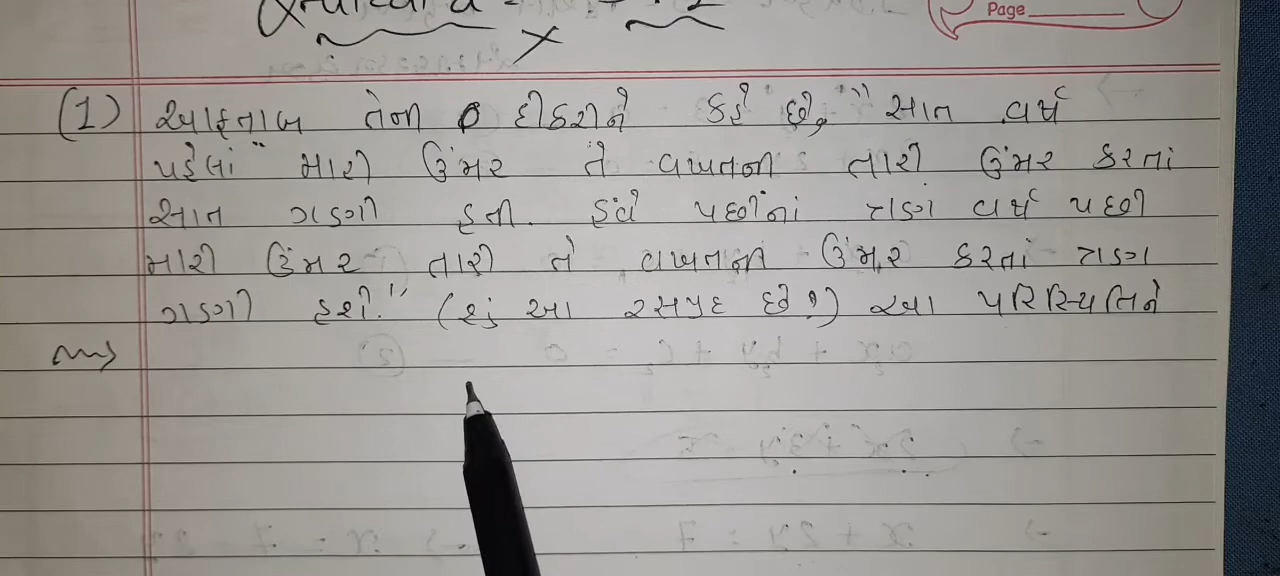 Page
(1) આફતાબ તેની દીકરીને કહે છે, "સાત વર્ષ
પહેલાં" મારી ઉંમર તે વખતની તારી ઉંમર કરતાં
સાત ગણી હતી. હવે પછીનાં ત્રણ વર્ષ પછી
મારી ઉંમર તારી તે વખતની ઉંમર કરતાં ત્રણ
ગણી હશે." (શું આ રસપ્રદ છે?) આ પરિસ્થિતિને